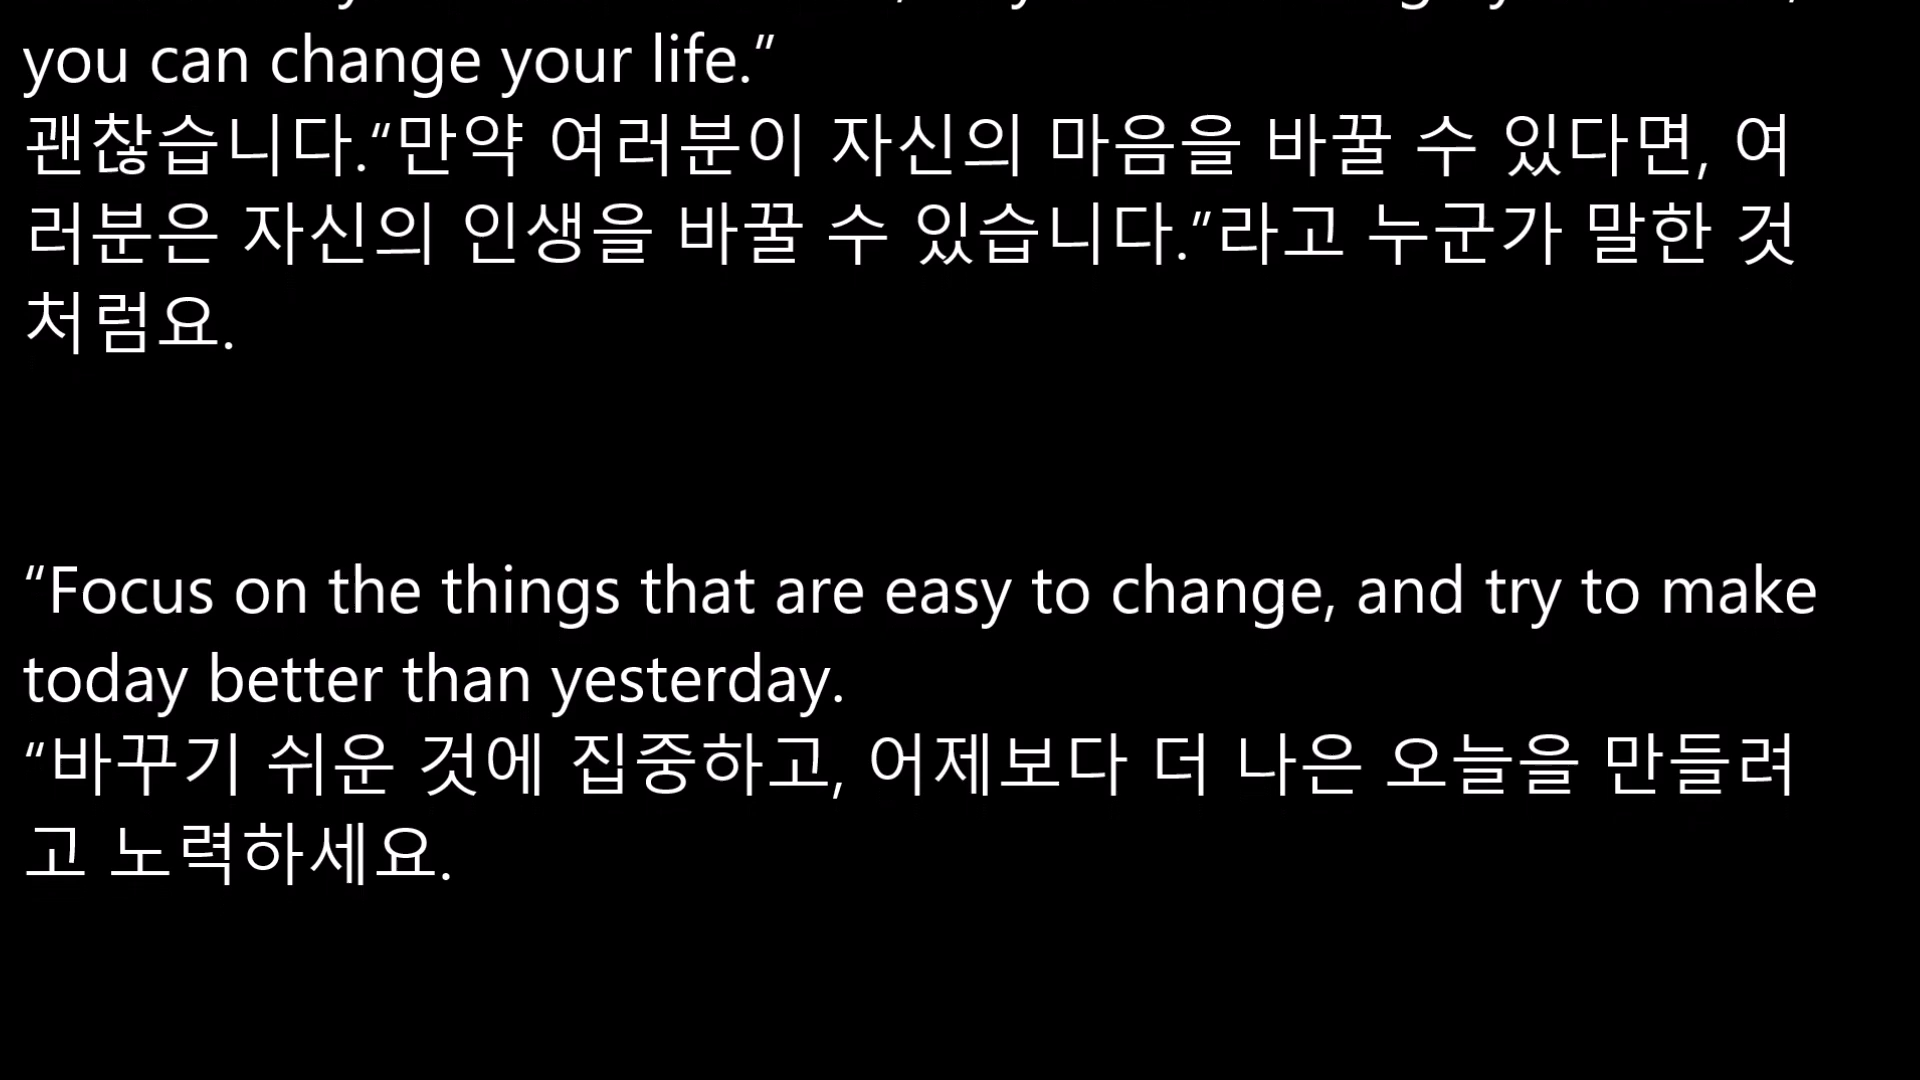 you can change your life.”
괜찮습니다.“만약 여러분이 자신의 마음을 바꿀 수 있다면, 여
러분은 자신의 인생을 바꿀 수 있습니다.”라고 누군가 말한 것
처럼요.
“Focus on the things that are easy to change, and try to make
today better than yesterday.
“바꾸기 쉬운 것에 집중하고, 어제보다 더 나은 오늘을 만들려
고 노력하세요.